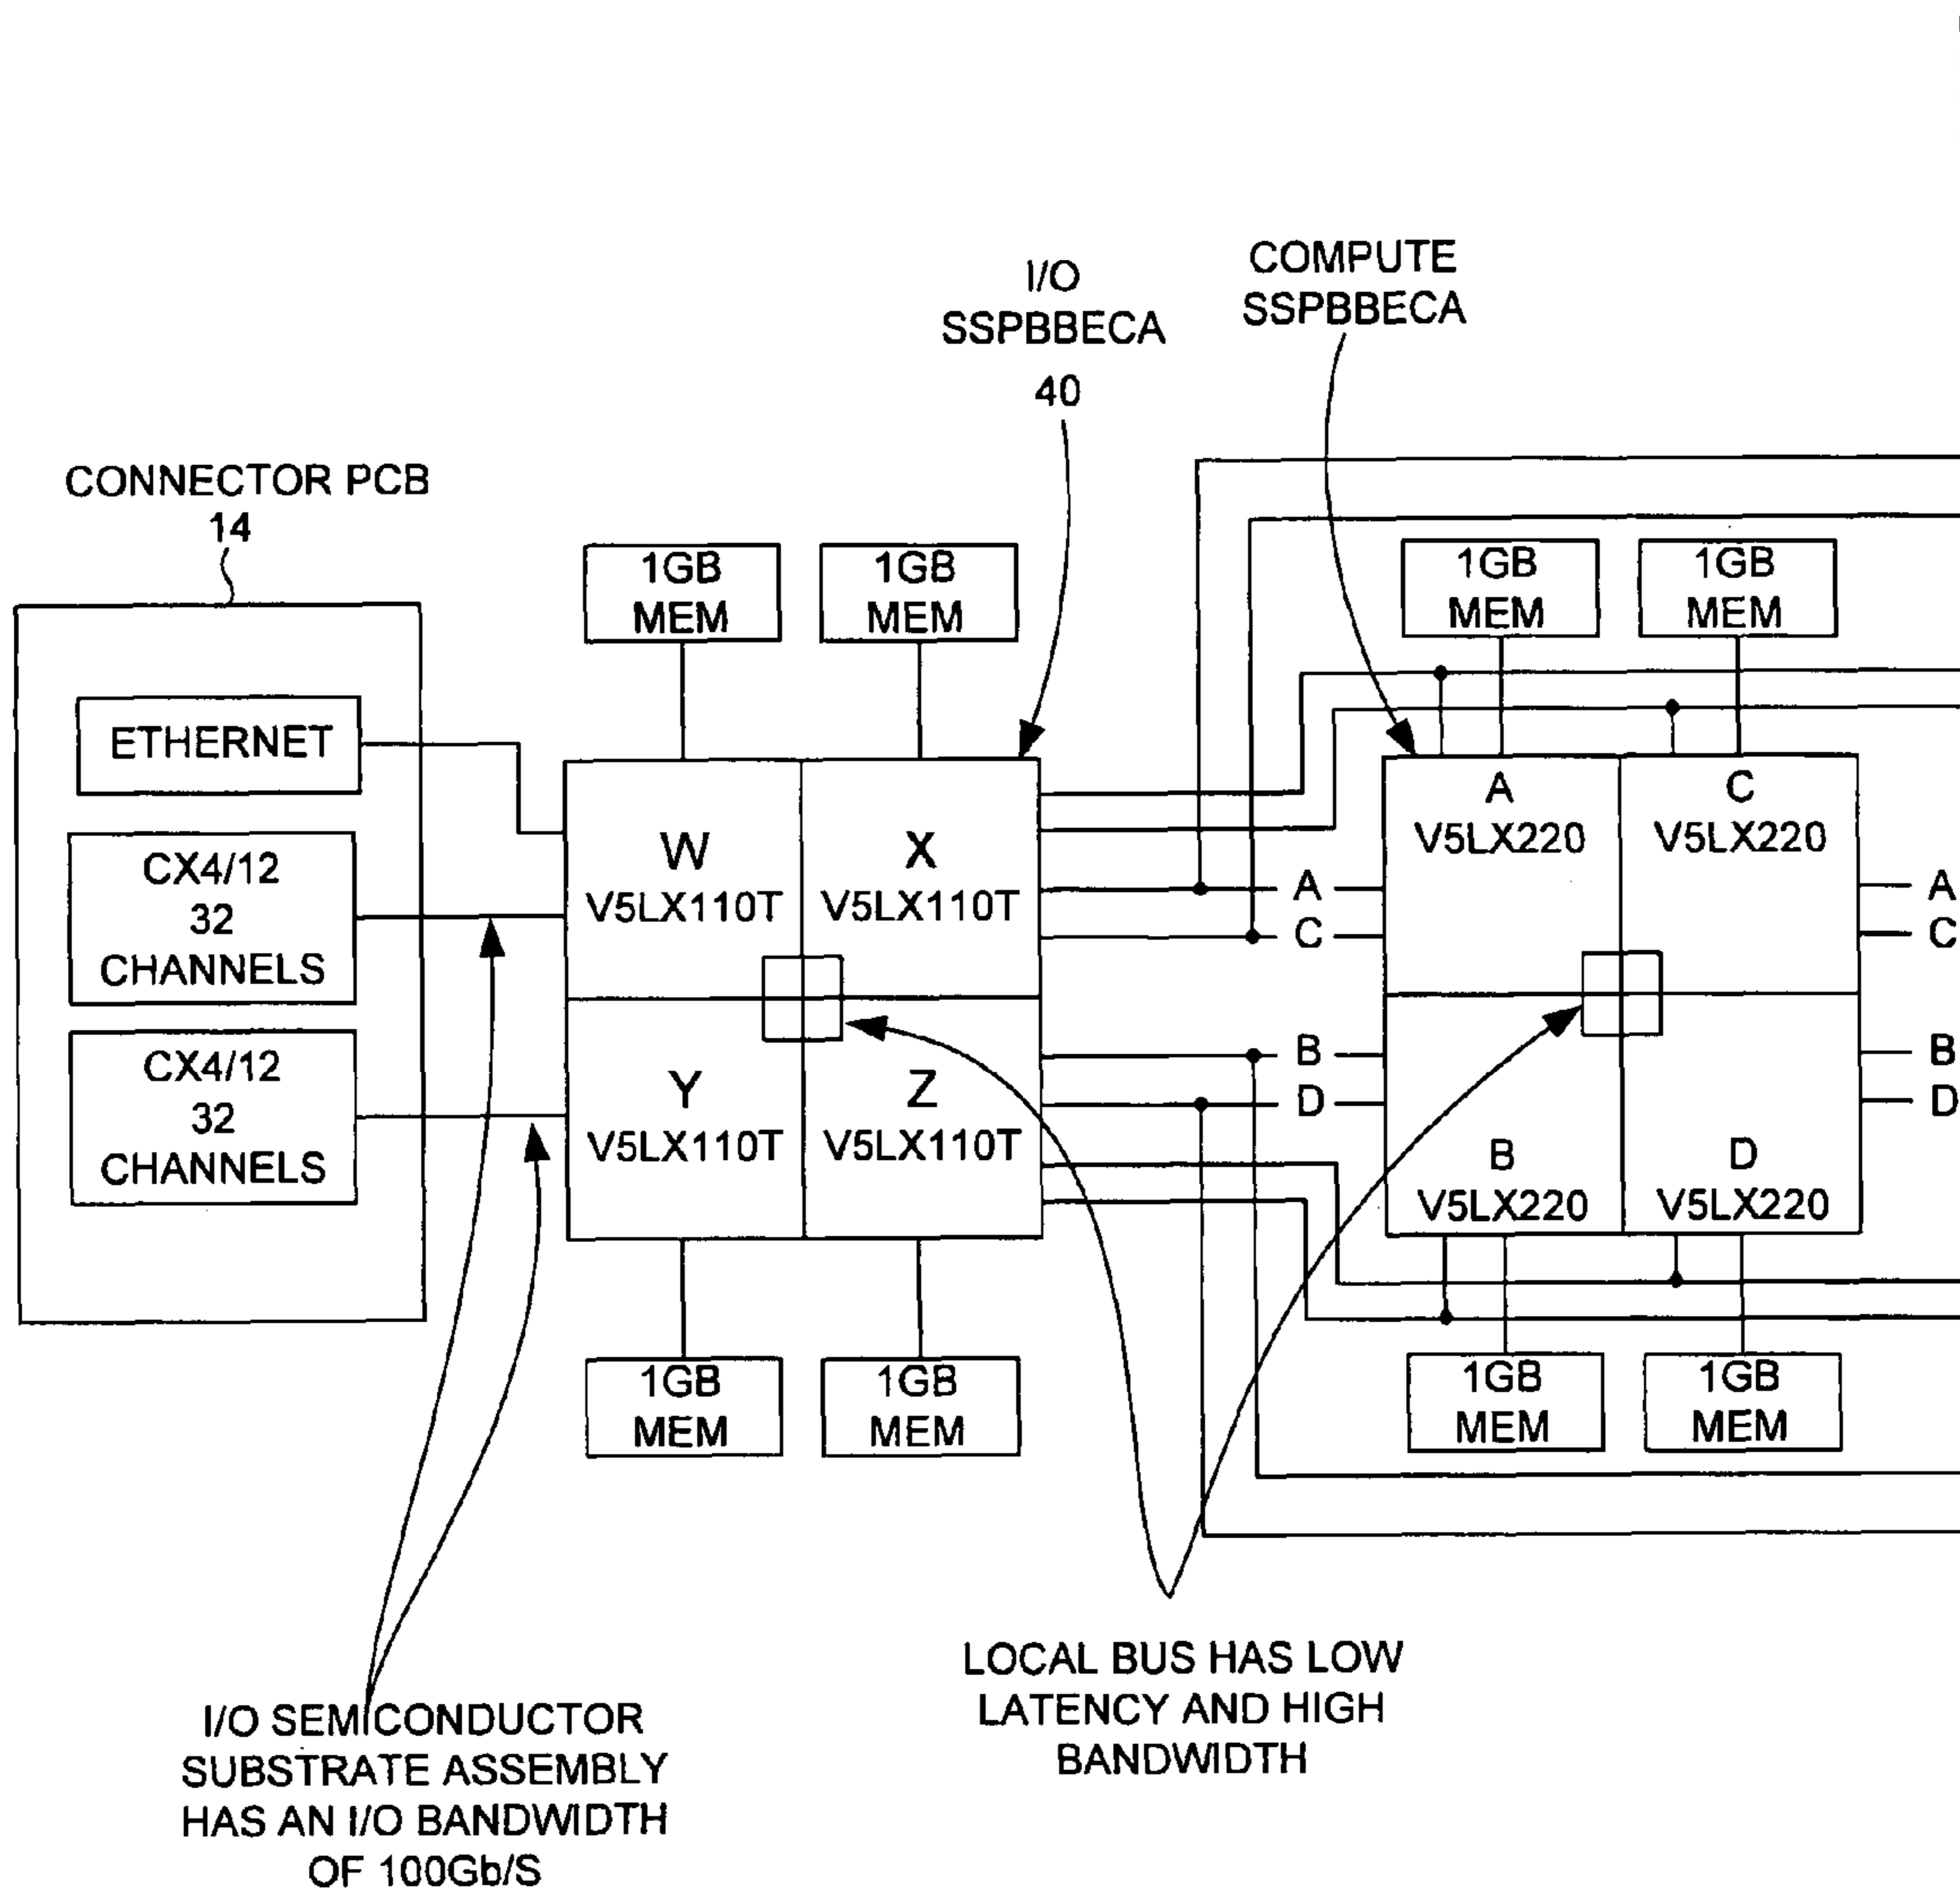 I/O
SSPBBECA
40
COMPUTE
SSPBBECA
CONNECTOR PCB
14
1GB
MEM
1GB
MEM
1GB
MEM
1GB
MEM
ETHERNET
CX4/12
32
CHANNELS
CX4/12
32
CHANNELS
W
V5LX110T
X
V5LX110T
Y
V5LX110T
Z
V5LX110T
A
C
B
D
A
V5LX220
C
V5LX220
B
V5LX220
D
V5LX220
A
C
B
D
1GB
MEM
1GB
MEM
1GB
MEM
1GB
MEM
LOCAL BUS HAS LOW
LATENCY AND HIGH
BANDWIDTH
I/O SEMICONDUCTOR
SUBSTRATE ASSEMBLY
HAS AN I/O BANDWIDTH
OF 100Gb/S